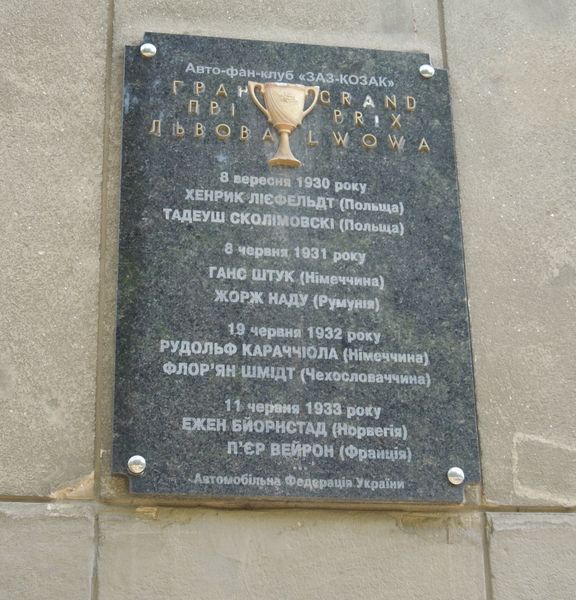 Авто-фан-клуб «ЗАЗ-КОЗАК»
ГРАН GRAND
ПРІ PRIX
ЛЬВОВА LWOWA
8 вересня 1930 року
ХЕНРИК ЛІЄФЕЛЬДТ (Польща)
ТАДЕУШ СКОЛІМОВСКІ (Польща)
8 червня 1931 року
ГАНС ШТУК (Німеччина)
ЖОРЖ НАДУ (Румунія)
19 червня 1932 року
РУДОЛЬФ КАРАЧЧІОЛА (Німеччина)
ФЛОР'ЯН ШМІДТ (Чехословаччина)
11 червня 1933 року
ЕЖЕН БЙОРНСТАД (Норвегія)
П'ЄР ВЕЙРОН (Франція)
...
Автомобільна Федерація України